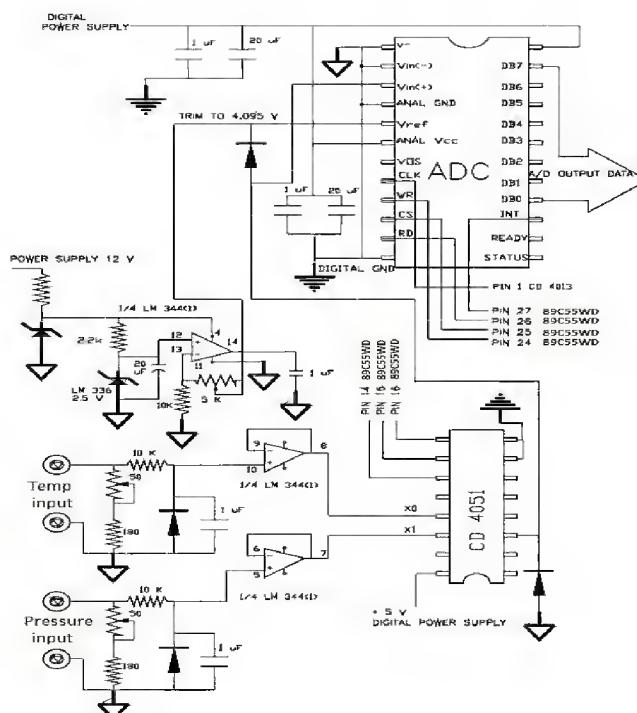 DIGITAL
POWER SUPPLY
1 uF
20 uF
V-
Vin(-)
Vin(+)
ANAL GND
Vref
ANAL Vcc
VOS
CLK
WR
CS
RD
ADC
DB7
DB6
DB5
DB4
DB3
DB2
DB1
DB0
INT
READY
STATUS
A/D OUTPUT DATA
TRIM TO 4.095 V
1 uF
20 uF
DIGITAL GND
PIN 1 CD 4013
PIN 27 89C55WD
PIN 26 89C55WD
PIN 25 89C55WD
PIN 24 89C55WD
POWER SUPPLY 12 V
1/4 LM 344(I)
2.2k
12
13
4
14
11
20
uF
LM 336
2.5 V
10K
5 K
1 uF
PIN 14 89C55WD
PIN 15 89C55WD
PIN 16 89C55WD
10 K
9
10
8
1/4 LM 344(I)
Temp
input
50
180
1 uF
X0
X1
CD 4051
10 K
6
5
7
1/4 LM 344(I)
Pressure
input
50
180
1 uF
+ 5 V
DIGITAL POWER SUPPLY